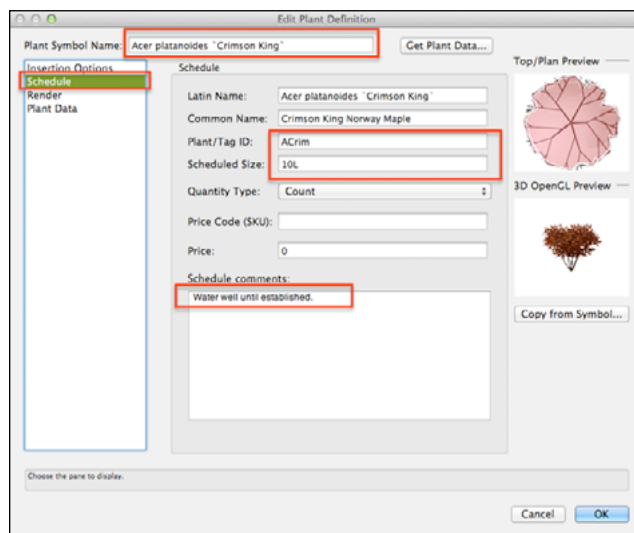 Edit Plant Definition
Plant Symbol Name: Acer platanoides `Crimson King` Get Plant Data...
Insertion Options
Schedule
Render
Plant Data
Schedule
Latin Name: Acer platanoides `Crimson King`
Common Name: Crimson King Norway Maple
Plant/Tag ID: ACrim
Scheduled Size: 10L
Quantity Type: Count
Price Code (SKU):
Price: 0
Schedule comments:
Water well until established.
Top/Plan Preview
3D OpenGL Preview
Copy from Symbol...
Choose the pane to display.
Cancel OK